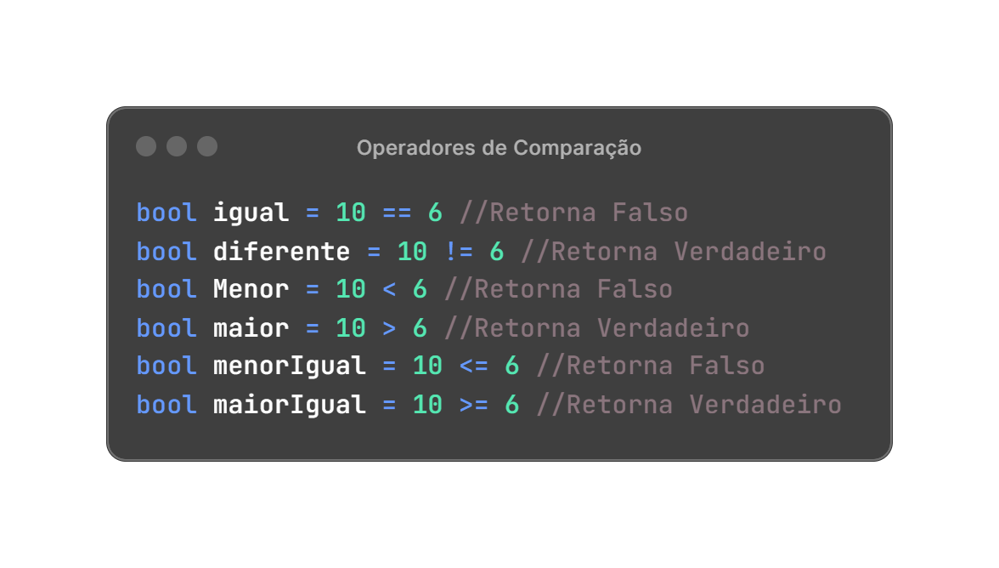 Operadores de Comparação
bool igual = 10 == 6 //Retorna Falso
bool diferente = 10 != 6 //Retorna Verdadeiro
bool Menor = 10 < 6 //Retorna Falso
bool maior = 10 > 6 //Retorna Verdadeiro
bool menorIgual = 10 <= 6 //Retorna Falso
bool maiorIgual = 10 >= 6 //Retorna Verdadeiro